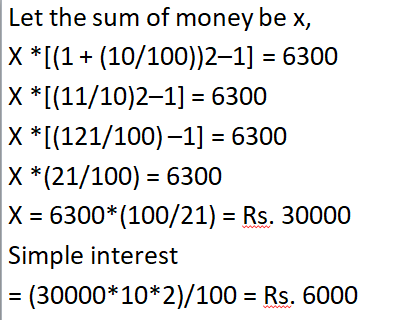 Let the sum of money be x,
X *[(1 + (10/100))2–1] = 6300
X *[(11/10)2–1] = 6300
X *[(121/100) –1] = 6300
X *(21/100) = 6300
X = 6300*(100/21) = Rs. 30000
Simple interest
= (30000*10*2)/100 = Rs. 6000